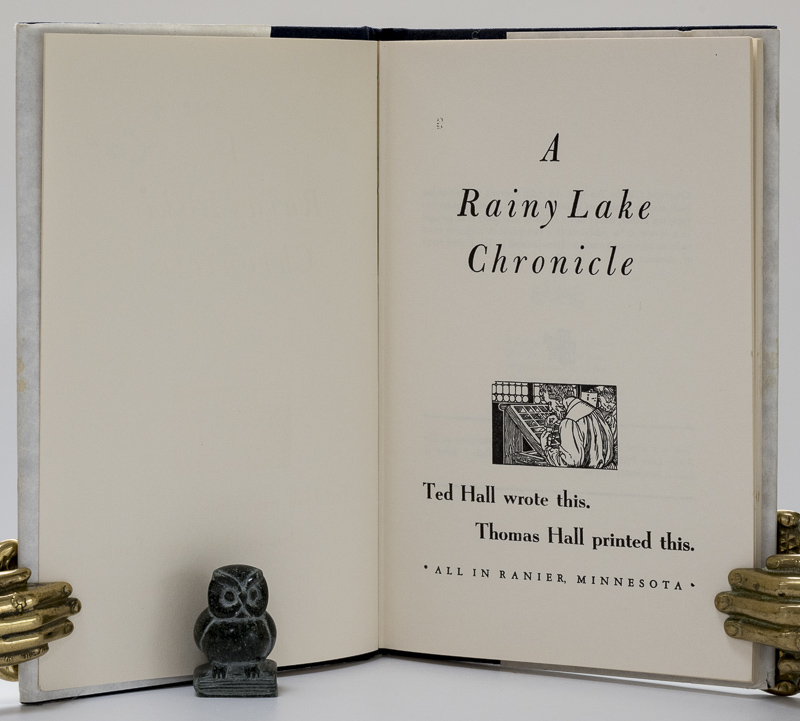 A
Rainy Lake
Chronicle
Ted Hall wrote this.
Thomas Hall printed this.
* ALL IN RANIER, MINNESOTA *